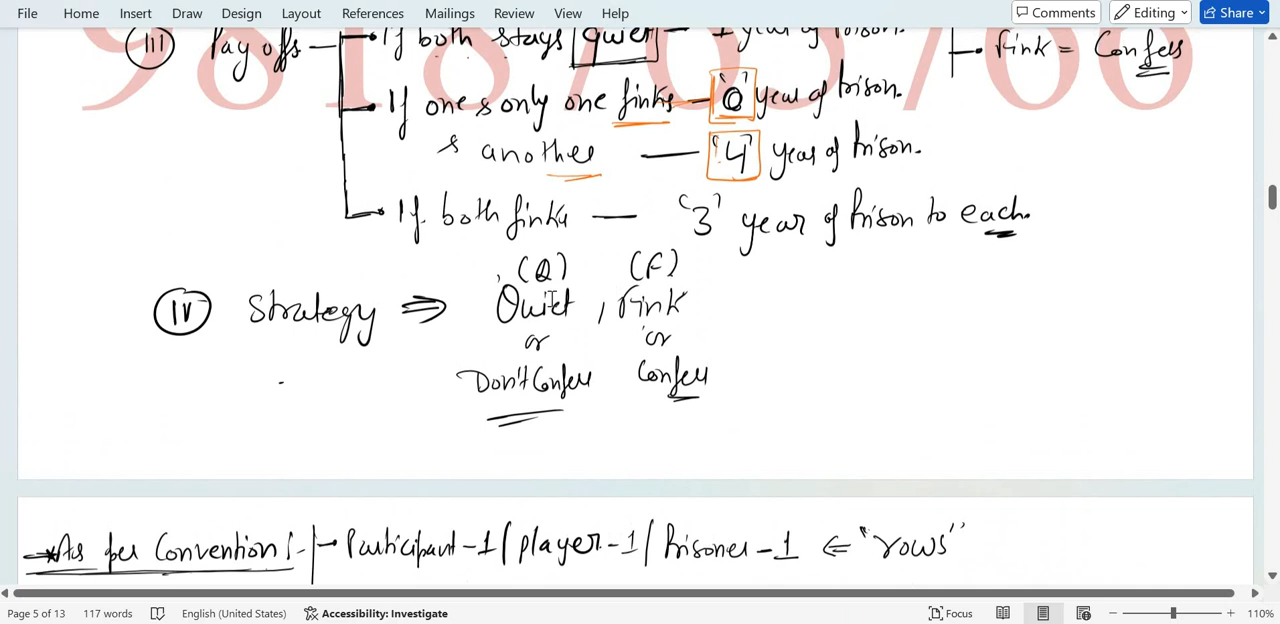 File Home Insert Draw Design Layout References Mailings Review View Help Comments Editing Share
(III) Pay offs • If both stays quiet — 1 year of Prison. Fink = Confess
• If one & only one finks — '0' year of Prison.
& another — '4' year of Prison.
• If both finks — '3' year of Prison to each.
(Q) (F)
(IV) Strategy ⇒ Quiet , Fink
or or
Don't Confess Confess
As per Convention :- Participant-1/player-1/Prisoner-1 ⇐ "rows"
Page 5 of 13 117 words English (United States) Accessibility: Investigate Focus 110%